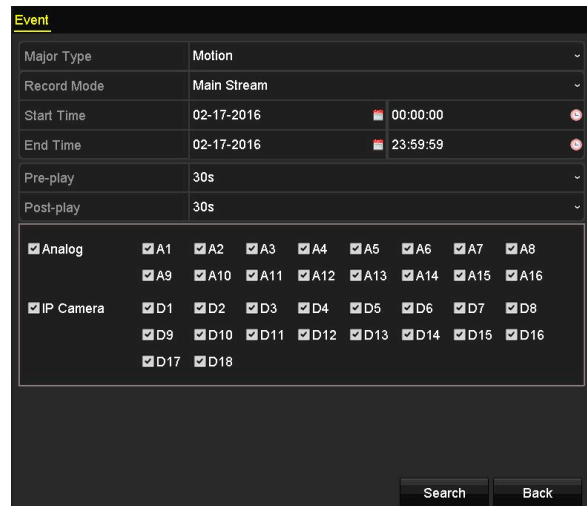 Event
Major Type Motion
Record Mode Main Stream
Start Time 02-17-2016 00:00:00
End Time 02-17-2016 23:59:59
Pre-play 30s
Post-play 30s
Analog A1 A2 A3 A4 A5 A6 A7 A8
A9 A10 A11 A12 A13 A14 A15 A16
IP Camera D1 D2 D3 D4 D5 D6 D7 D8
D9 D10 D11 D12 D13 D14 D15 D16
D17 D18
Search Back